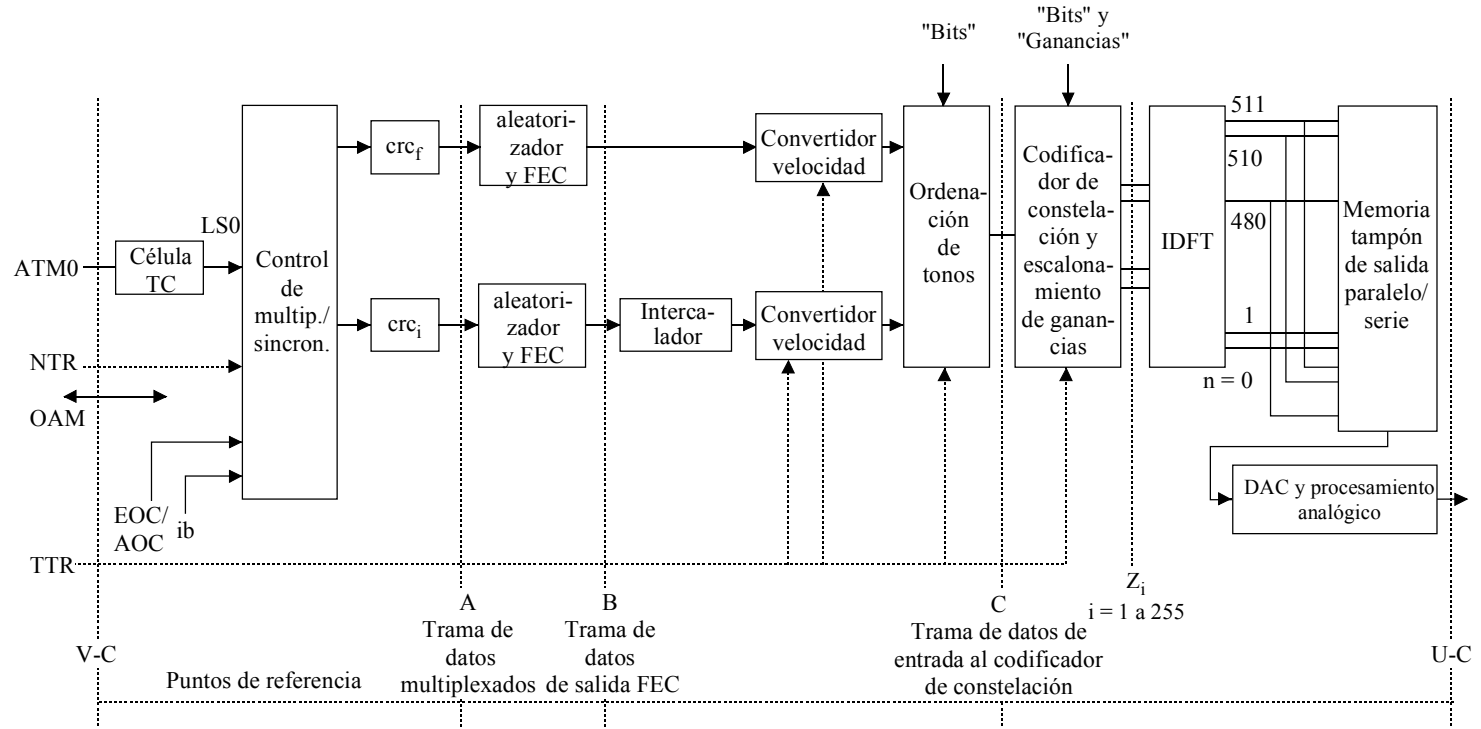 "Bits"
"Bits" y
"Ganancias"
ATM0
Célula
TC
LS0
NTR
OAM
EOC/
AOC
ib
TTR
Control
de
multip./
sincron.
crcf
crci
aleatori-
zador
y FEC
aleatori-
zador
y FEC
Interca-
lador
Convertidor
velocidad
Convertidor
velocidad
Ordena-
ción
de
tonos
Codifica-
dor de
constela-
ción y
escalona-
miento
de ganan-
cias
IDFT
511
510
480
1
n = 0
Memoria
tampón
de salida
paralelo/
serie
DAC y procesamiento
analógico
V-C
Puntos de referencia
A
Trama de
datos
multiplexados
B
Trama de
datos
de salida FEC
C
Trama de datos de
entrada al codificador
de constelación
Zi
i = 1 a 255
U-C